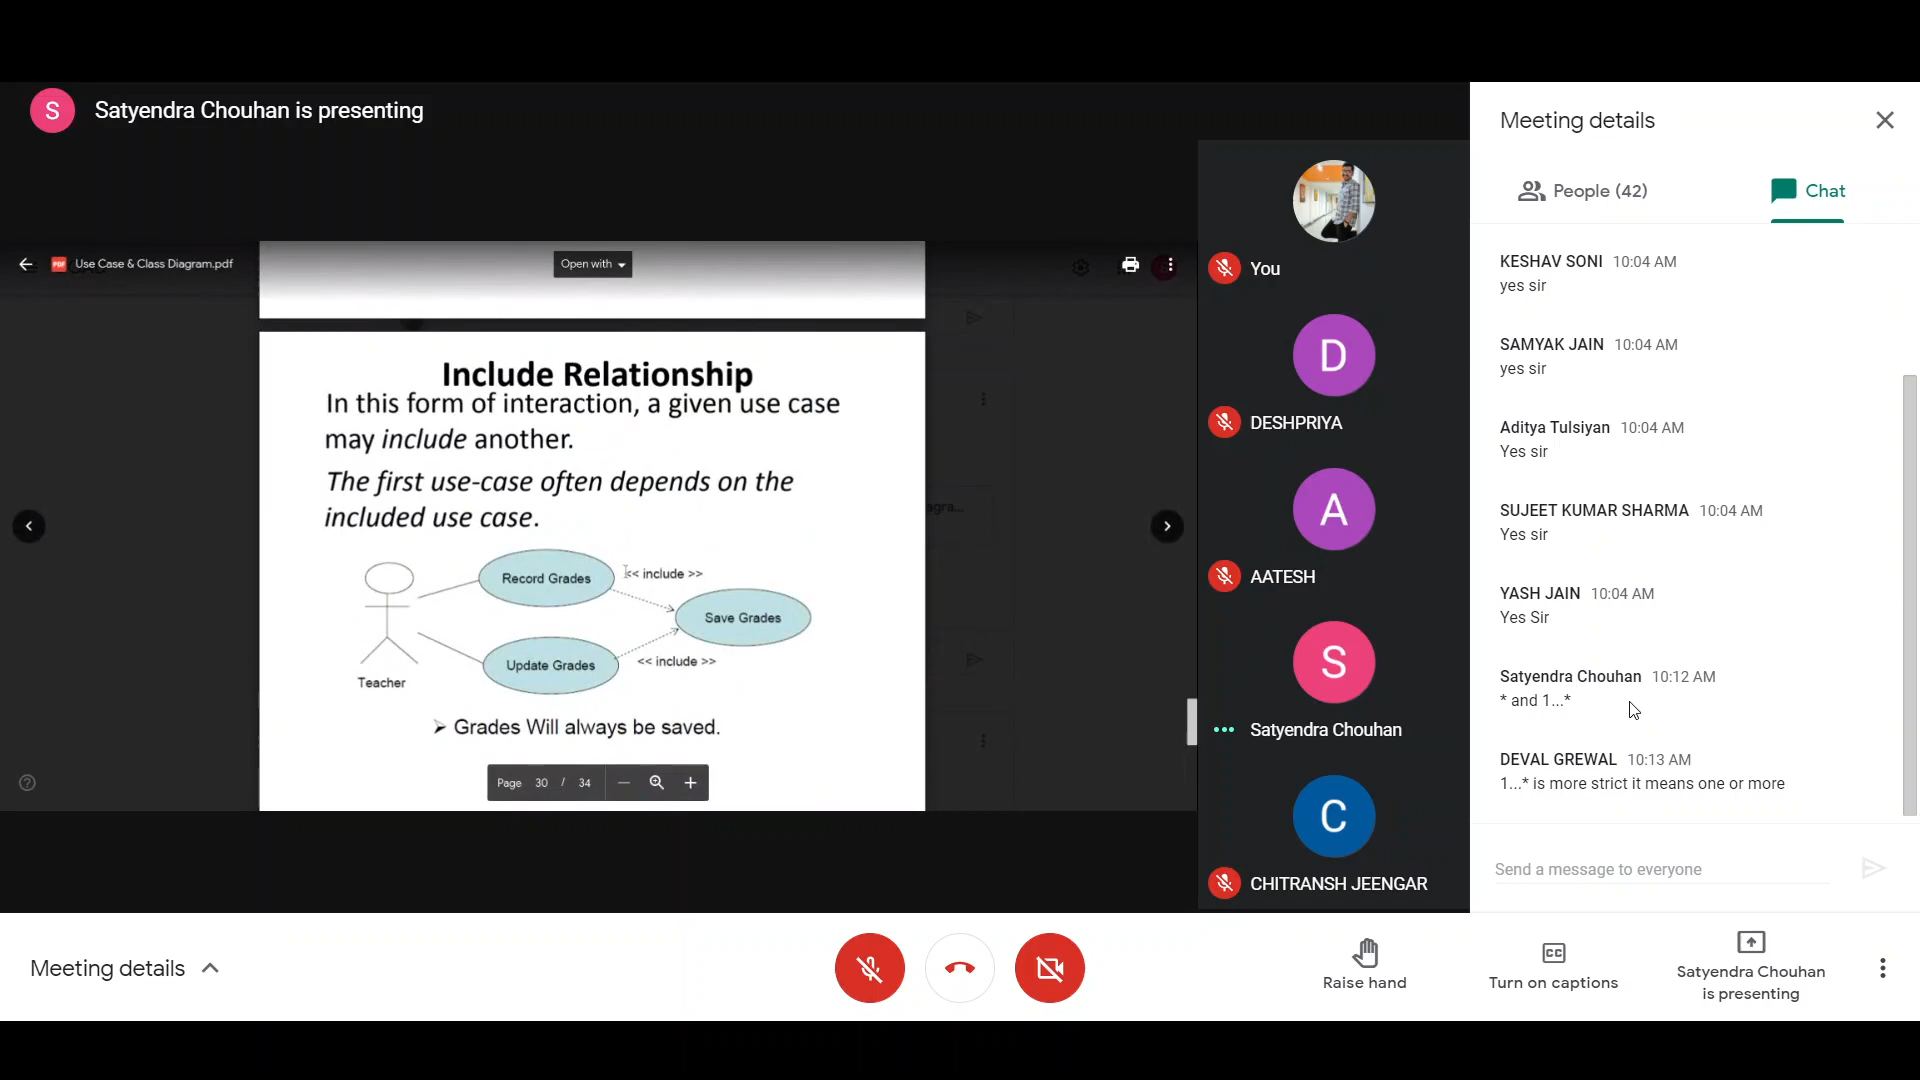 S Satyendra Chouhan is presenting
PDF Use Case & Class Diagram.pdf
Open with
Include Relationship
In this form of interaction, a given use case
may include another.
The first use-case often depends on the
included use case.
Record Grades
<< include >>
Save Grades
Update Grades
<< include >>
Teacher
➢ Grades Will always be saved.
Page 30 / 34
You
D
DESHPRIYA
A
AATESH
S
Satyendra Chouhan
C
CHITRANSH JEENGAR
Meeting details
People (42)
Chat
KESHAV SONI 10:04 AM
yes sir
SAMYAK JAIN 10:04 AM
yes sir
Aditya Tulsiyan 10:04 AM
Yes sir
SUJEET KUMAR SHARMA 10:04 AM
Yes sir
YASH JAIN 10:04 AM
Yes Sir
Satyendra Chouhan 10:12 AM
* and 1...*
DEVAL GREWAL 10:13 AM
1...* is more strict it means one or more
Send a message to everyone
Meeting details
Raise hand
CC
Turn on captions
Satyendra Chouhan
is presenting